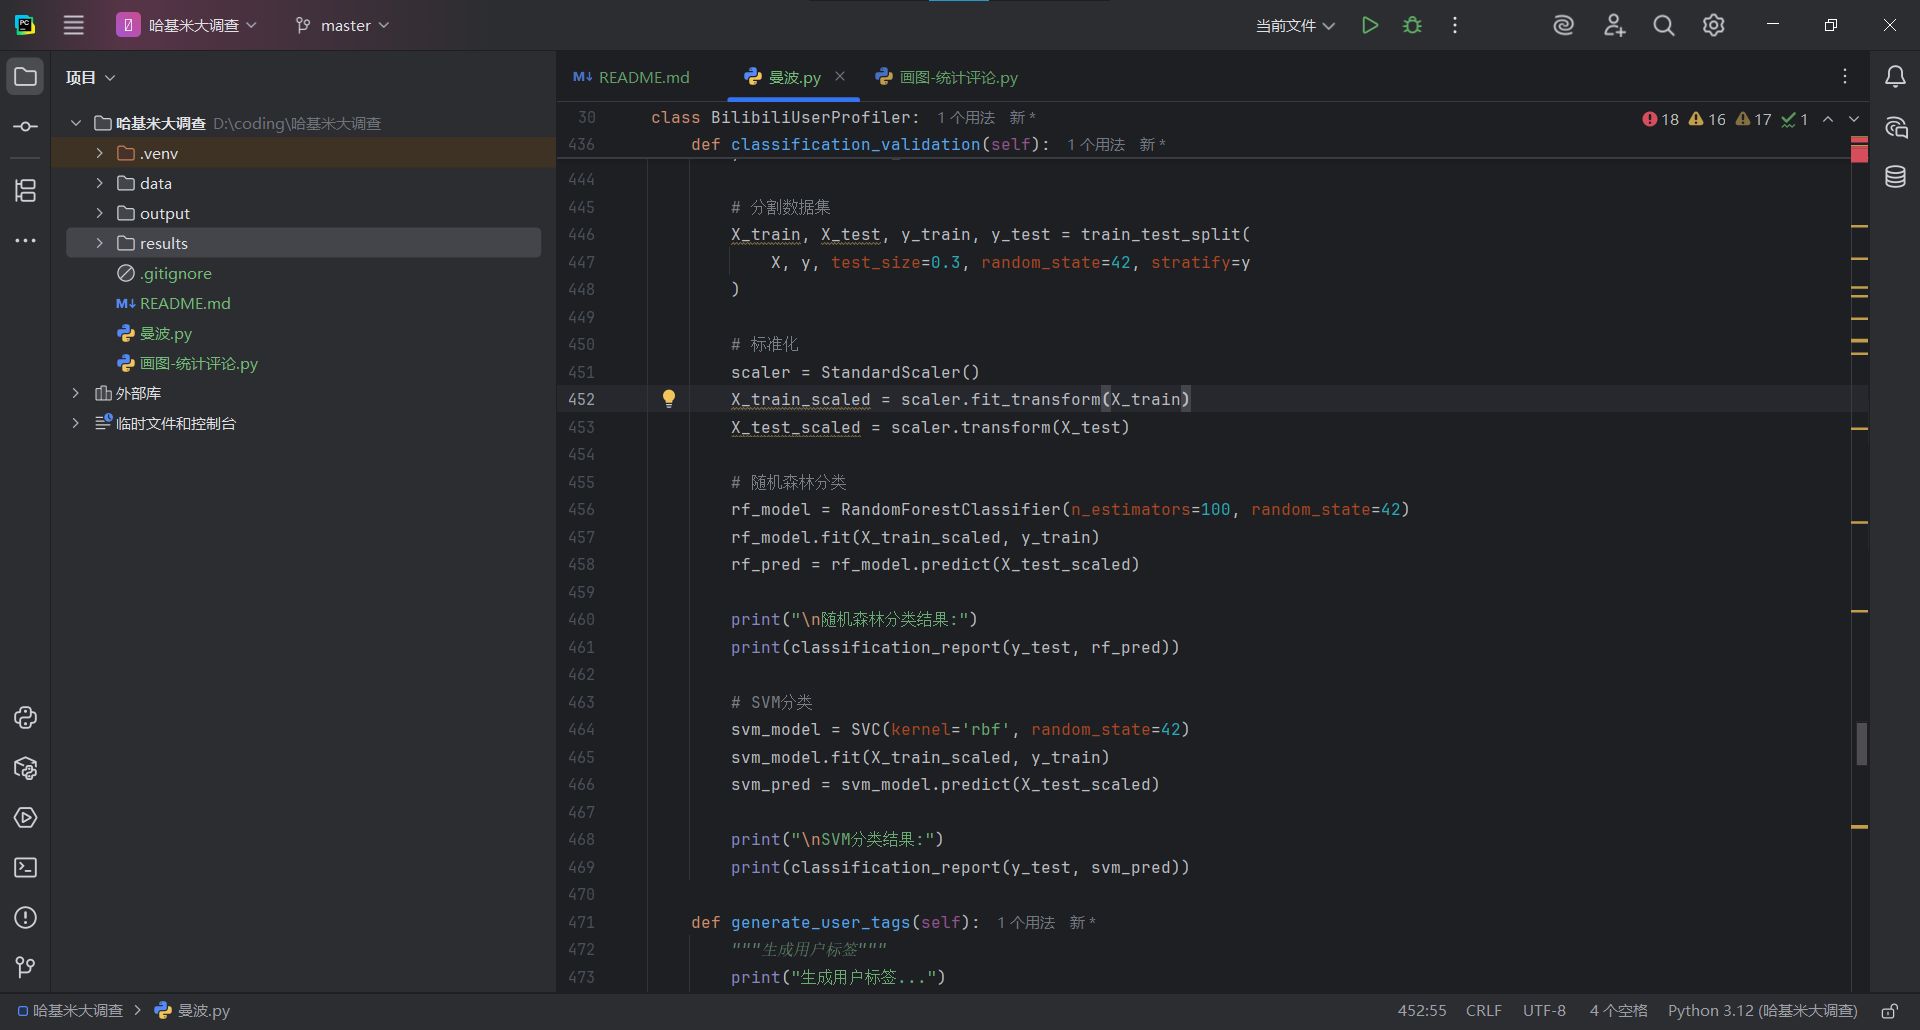 哈基米大调查
master
当前文件
项目
README.md
曼波.py
画图-统计评论.py
哈基米大调查 D:\coding\哈基米大调查
.venv
data
output
results
.gitignore
README.md
曼波.py
画图-统计评论.py
外部库
临时文件和控制台
30 class BilibiliUserProfiler: 1 个用法 新 *
18 16 17 1
436 def classification_validation(self): 1 个用法 新 *
444
445 # 分割数据集
446 X_train, X_test, y_train, y_test = train_test_split(
447 X, y, test_size=0.3, random_state=42, stratify=y
448 )
449
450 # 标准化
451 scaler = StandardScaler()
452 X_train_scaled = scaler.fit_transform(X_train)
453 X_test_scaled = scaler.transform(X_test)
454
455 # 随机森林分类
456 rf_model = RandomForestClassifier(n_estimators=100, random_state=42)
457 rf_model.fit(X_train_scaled, y_train)
458 rf_pred = rf_model.predict(X_test_scaled)
459
460 print("\n随机森林分类结果:")
461 print(classification_report(y_test, rf_pred))
462
463 # SVM分类
464 svm_model = SVC(kernel='rbf', random_state=42)
465 svm_model.fit(X_train_scaled, y_train)
466 svm_pred = svm_model.predict(X_test_scaled)
467
468 print("\nSVM分类结果:")
469 print(classification_report(y_test, svm_pred))
470
471 def generate_user_tags(self): 1 个用法 新 *
472 """生成用户标签"""
473 print("生成用户标签...")
哈基米大调查 > 曼波.py
452:55 CRLF UTF-8 4 个空格 Python 3.12 (哈基米大调查)